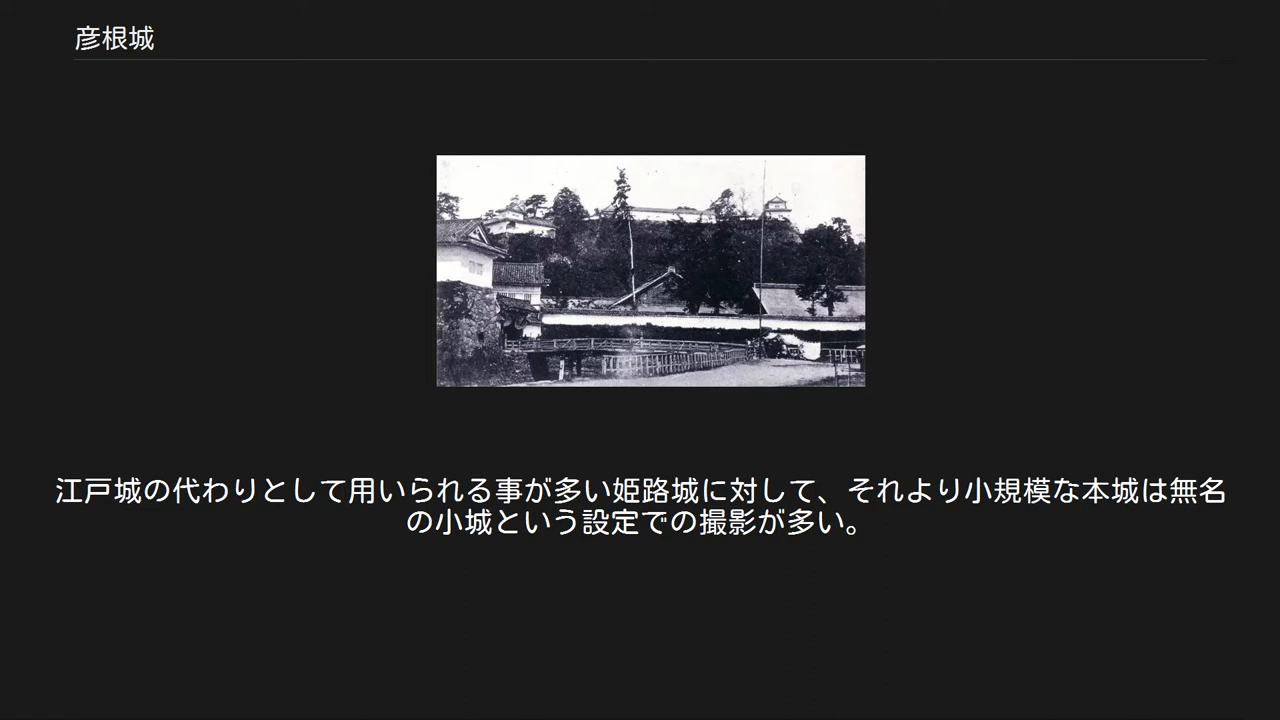 彦根城
江戸城の代わりとして用いられる事が多い姫路城に対して、それより小規模な本城は無名
の小城という設定での撮影が多い。